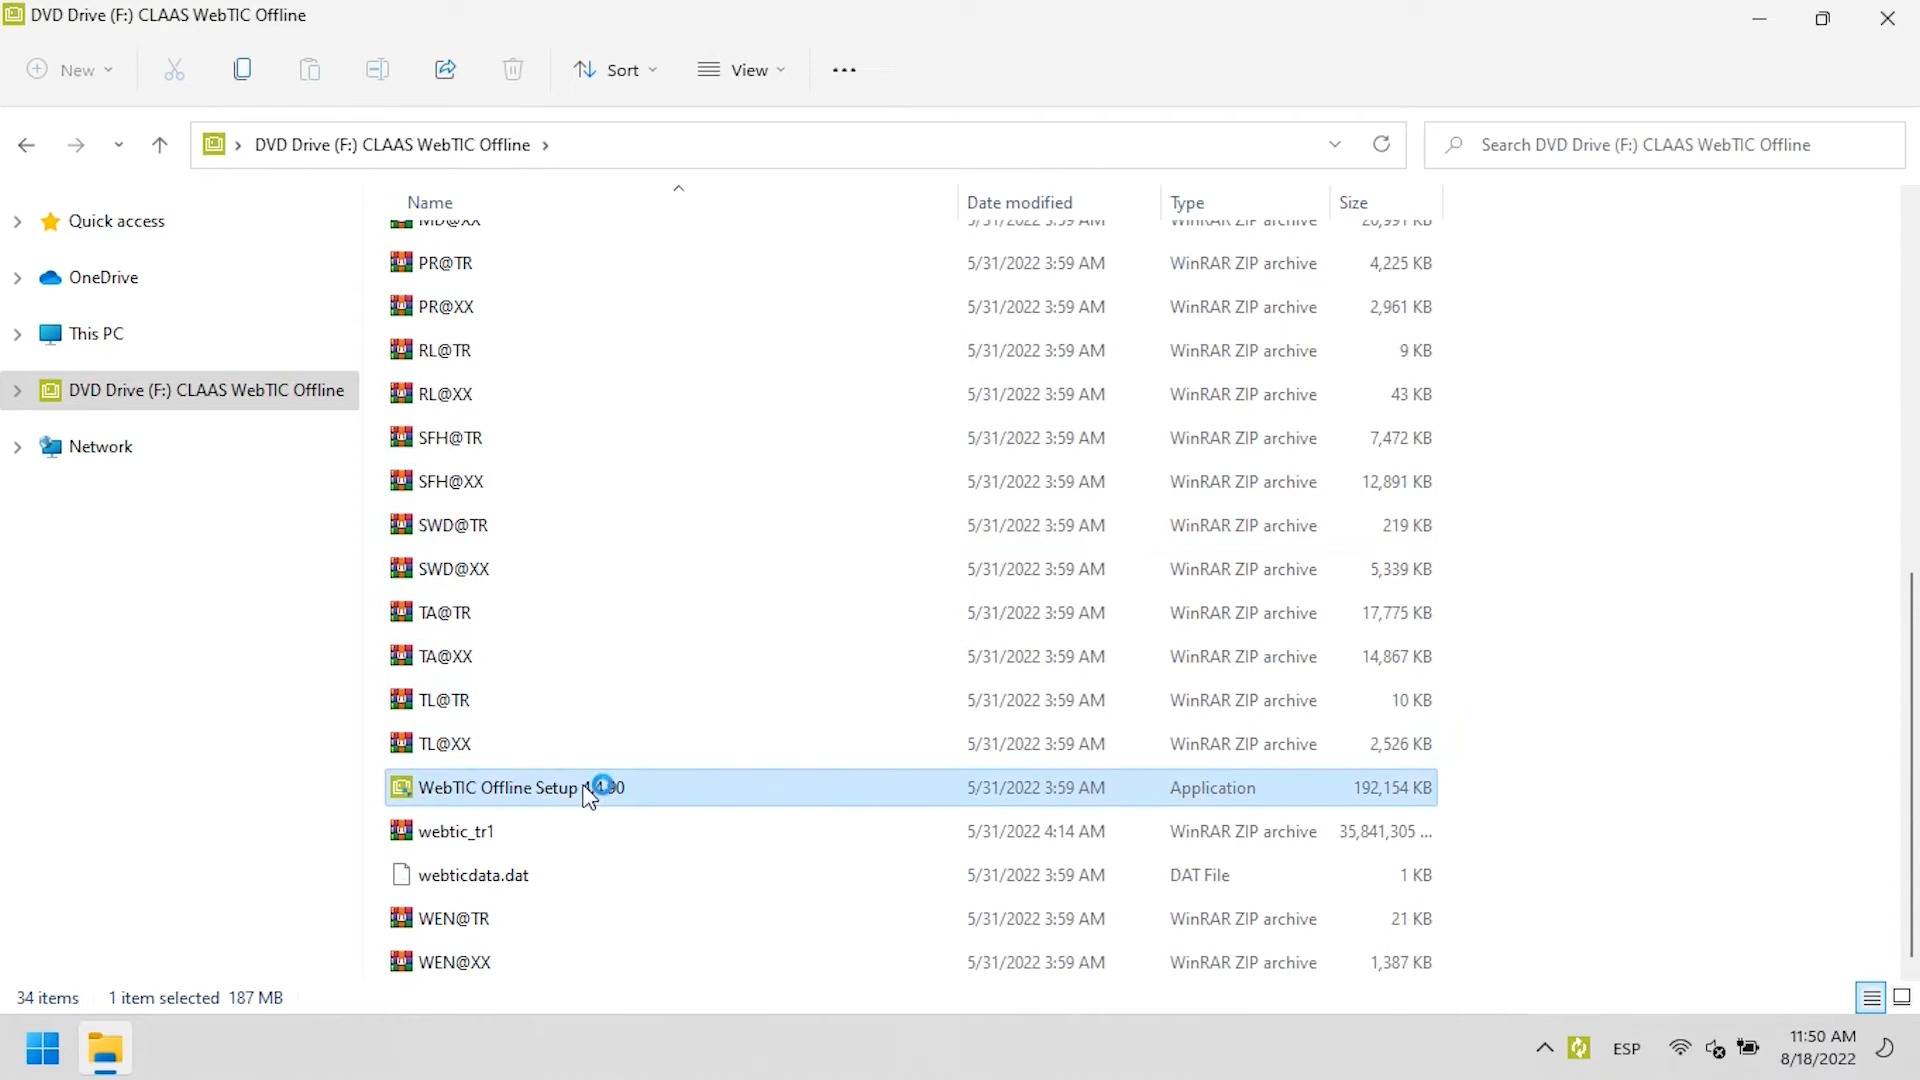 DVD Drive (F:) CLAAS WebTIC Offline
New
Sort
View
DVD Drive (F:) CLAAS WebTIC Offline
Search DVD Drive (F:) CLAAS WebTIC Offline
Quick access
OneDrive
This PC
DVD Drive (F:) CLAAS WebTIC Offline
Network
Name Date modified Type Size
MD@XX 5/31/2022 3:59 AM WinRAR ZIP archive 20,991 KB
PR@TR 5/31/2022 3:59 AM WinRAR ZIP archive 4,225 KB
PR@XX 5/31/2022 3:59 AM WinRAR ZIP archive 2,961 KB
RL@TR 5/31/2022 3:59 AM WinRAR ZIP archive 9 KB
RL@XX 5/31/2022 3:59 AM WinRAR ZIP archive 43 KB
SFH@TR 5/31/2022 3:59 AM WinRAR ZIP archive 7,472 KB
SFH@XX 5/31/2022 3:59 AM WinRAR ZIP archive 12,891 KB
SWD@TR 5/31/2022 3:59 AM WinRAR ZIP archive 219 KB
SWD@XX 5/31/2022 3:59 AM WinRAR ZIP archive 5,339 KB
TA@TR 5/31/2022 3:59 AM WinRAR ZIP archive 17,775 KB
TA@XX 5/31/2022 3:59 AM WinRAR ZIP archive 14,867 KB
TL@TR 5/31/2022 3:59 AM WinRAR ZIP archive 10 KB
TL@XX 5/31/2022 3:59 AM WinRAR ZIP archive 2,526 KB
WebTIC Offline Setup 5/31/2022 3:59 AM Application 192,154 KB
webtic_tr1 5/31/2022 4:14 AM WinRAR ZIP archive 35,841,305 ...
webticdata.dat 5/31/2022 3:59 AM DAT File 1 KB
WEN@TR 5/31/2022 3:59 AM WinRAR ZIP archive 21 KB
WEN@XX 5/31/2022 3:59 AM WinRAR ZIP archive 1,387 KB
34 items 1 item selected 187 MB
ESP
11:50 AM
8/18/2022